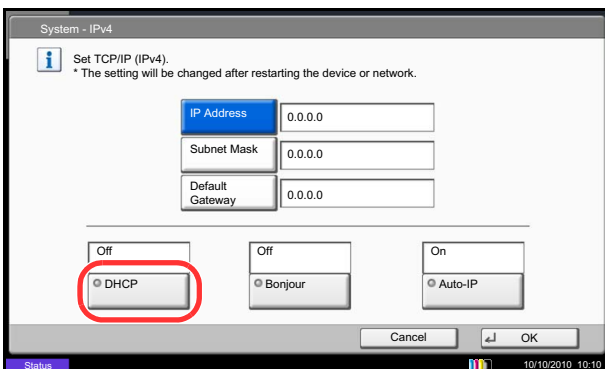 System - IPv4
Set TCP/IP (IPv4).
* The setting will be changed after restarting the device or network.
IP Address 0.0.0.0
Subnet Mask 0.0.0.0
Default
Gateway 0.0.0.0
Off Off On
DHCP Bonjour Auto-IP
Cancel OK
Status 10/10/2010 10:10